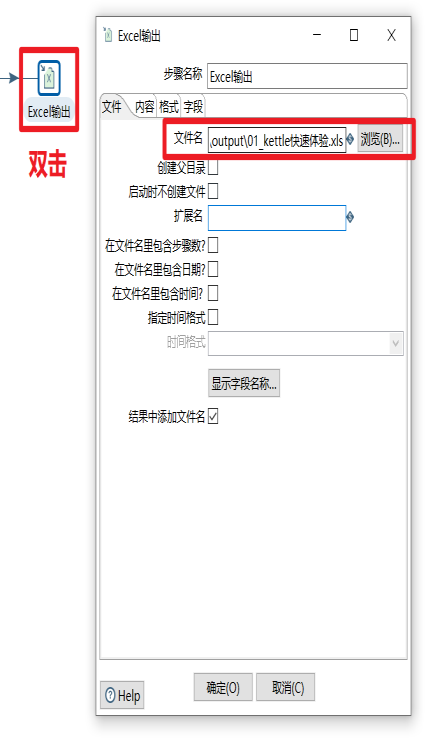 Excel输出
双击
Excel输出
步骤名称 Excel输出
文件 内容 格式 字段
文件名 .output\01_kettle快速体验.xls 浏览(B)...
创建父目录
启动时不创建文件
扩展名
在文件名里包含步骤数?
在文件名里包含日期?
在文件名里包含时间?
指定时间格式
时间格式
显示字段名称...
结果中添加文件名
Help 确定(O) 取消(C)